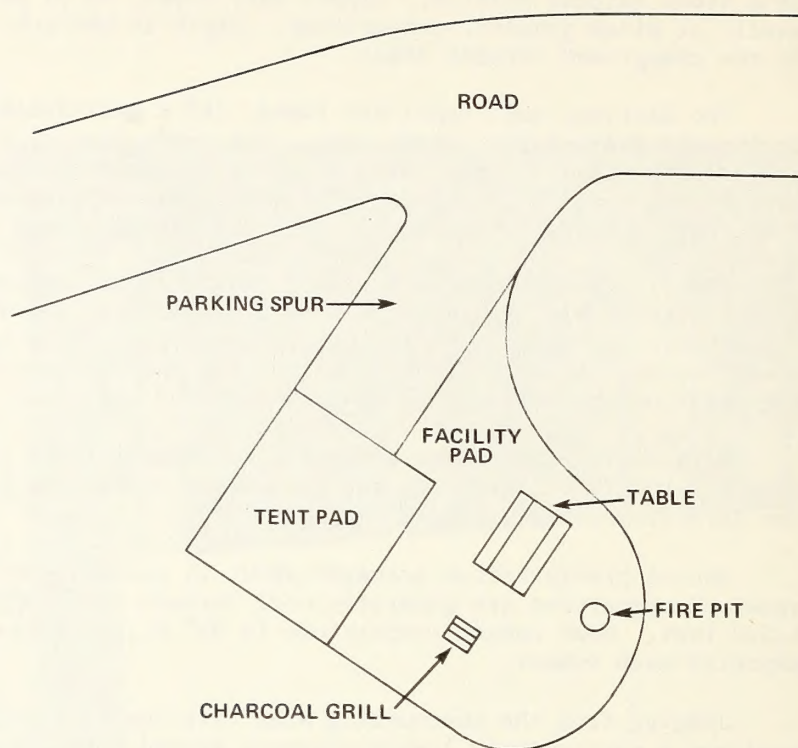 ROAD
PARKING SPUR
FACILITY
PAD
TABLE
TENT PAD
FIRE PIT
CHARCOAL GRILL